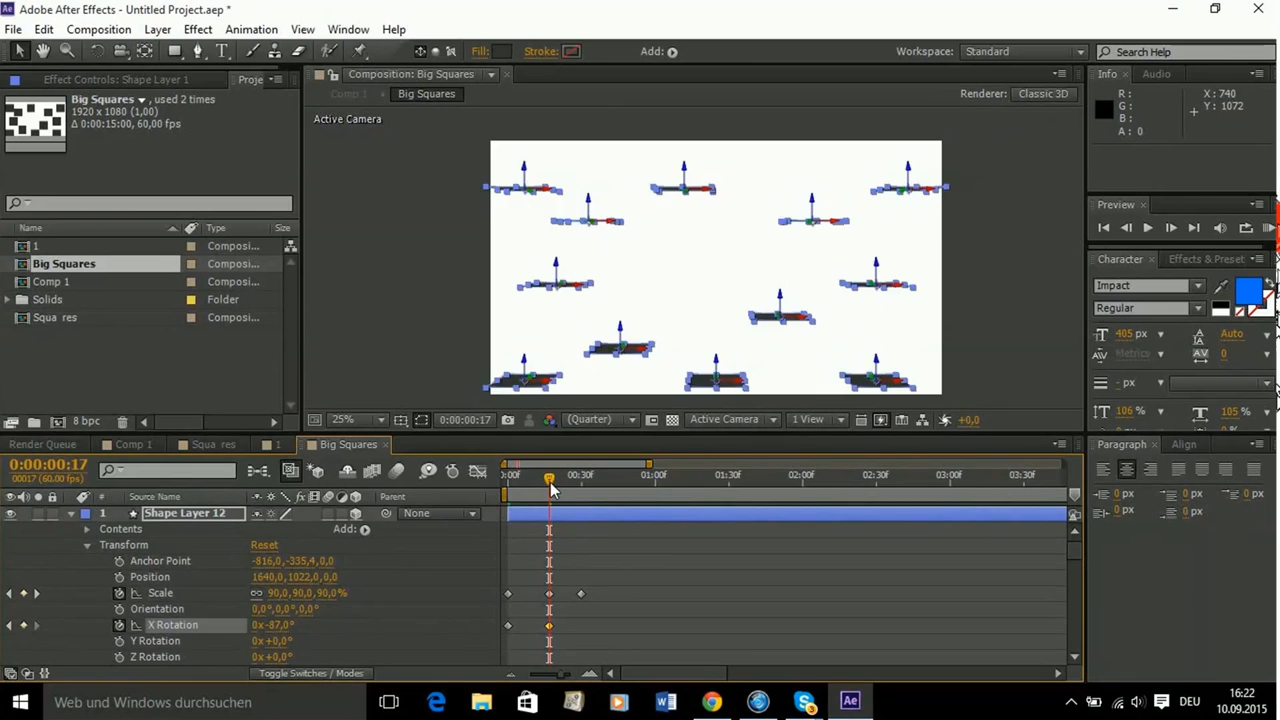 Adobe After Effects - Untitled Project.aep *
File Edit Composition Layer Effect Animation View Window Help
Fill: Stroke: Add: Workspace: Standard Search Help
Effect Controls: Shape Layer 1 Proje
Big Squares , used 2 times
1920 x 1080 (1,00)
Δ 0:00:15:00, 60,00 fps
Name Type Size
1 Composi...
Big Squares Composi...
Comp 1 Composi...
Solids Folder
Squa res Composi...
8 bpc
Composition: Big Squares
Comp 1 Big Squares Renderer: Classic 3D
Active Camera
25% 0:00:00:17 (Quarter) Active Camera 1 View +0,0
Info Audio
R: X: 740
G: Y: 1072
B:
A: 0
Preview
Character Effects & Preset
Impact
Regular
405 px Auto
Metrics 0
- px
106 % 105 %
Render Queue Comp 1 Squa res 1 Big Squares
0:00:00:17
00017 (60.00 fps)
0:00F 00:30F 01:00F 01:30F 02:00F 02:30F 03:00F 03:30F
# Source Name Parent
1 Shape Layer 12 None
Contents Add:
Transform Reset
Anchor Point -816,0,-335,4,0,0
Position 1640,0,1022,0,0,0
Scale 90,0,90,0,90,0%
Orientation 0,0°,0,0°,0,0°
X Rotation 0x-87,0°
Y Rotation 0x+0,0°
Z Rotation 0x+0,0°
Toggle Switches / Modes
Paragraph Align
0 px 0 px 0 px
0 px 0 px
Web und Windows durchsuchen
DEU 16:22
10.09.2015